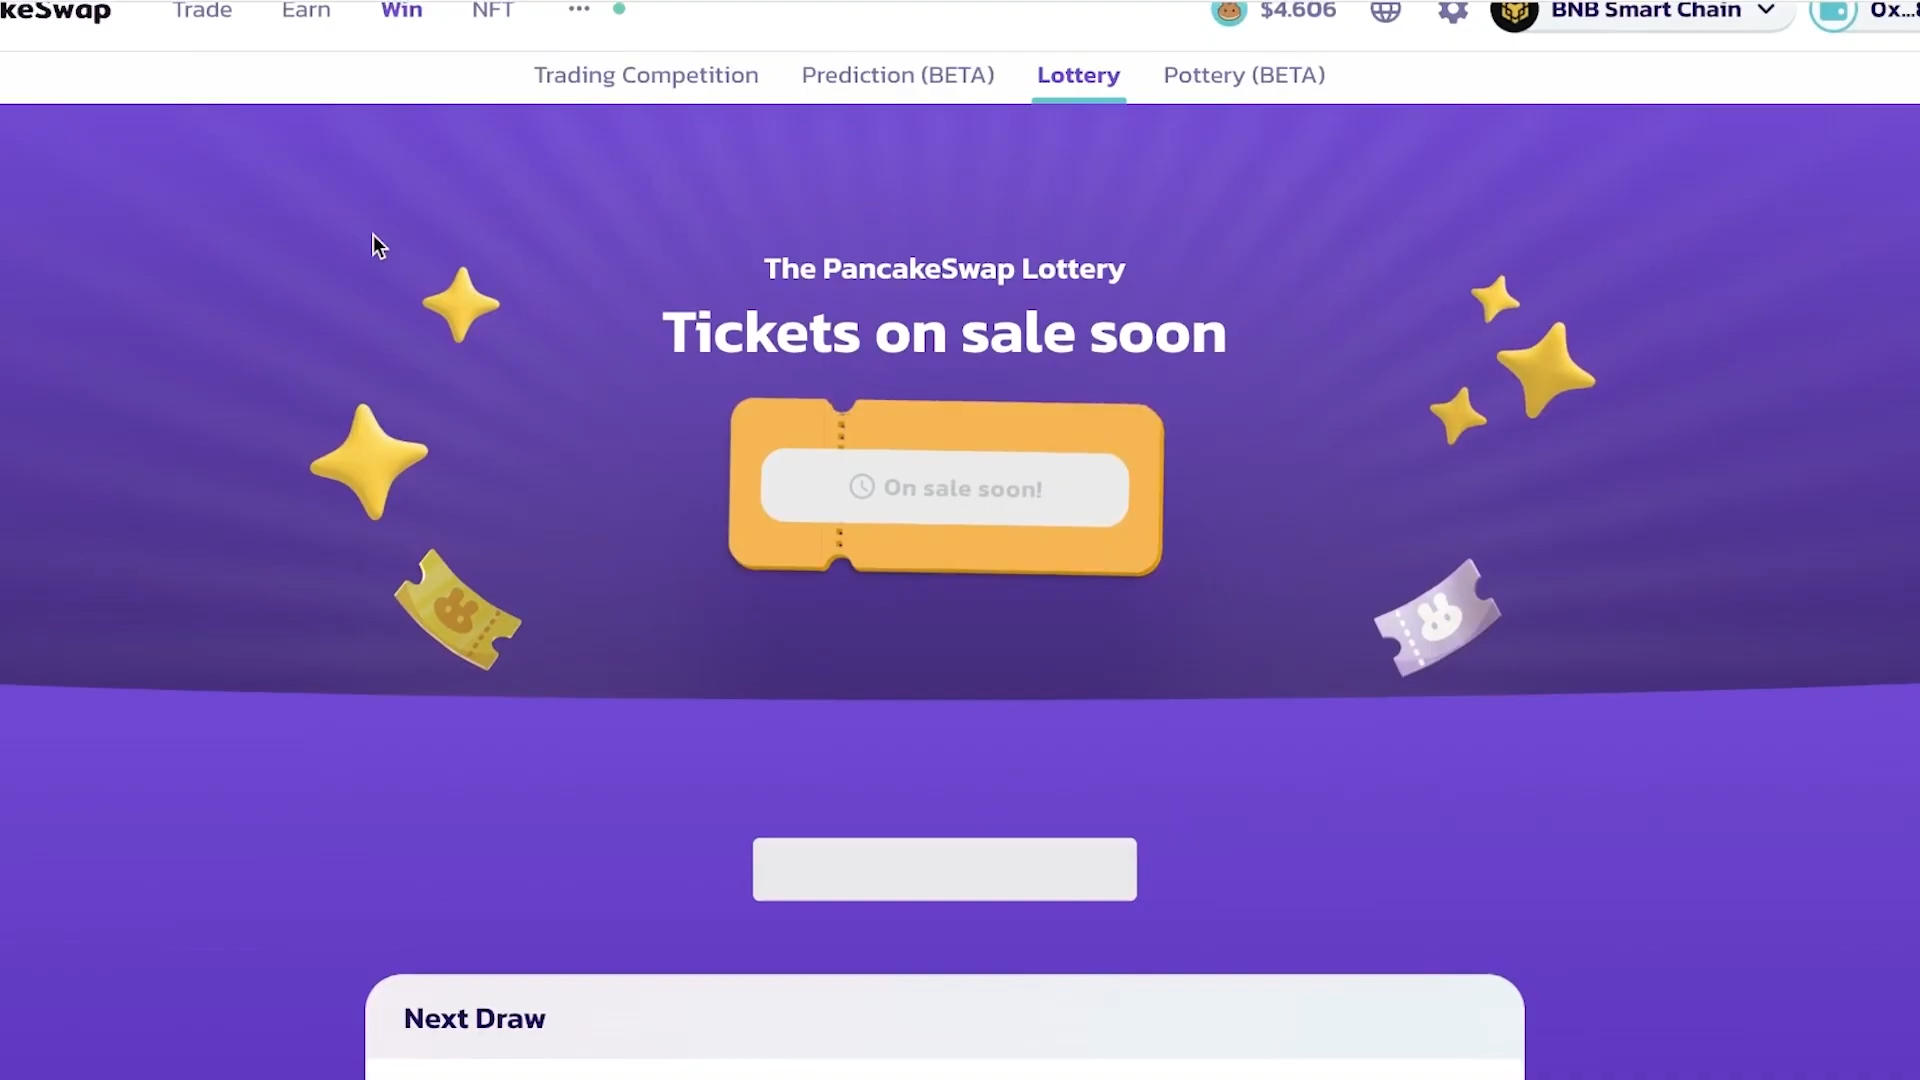 keSwap Trade Earn Win NFT ••• $4.606 BNB Smart Chain 0x...
Trading Competition Prediction (BETA) Lottery Pottery (BETA)
The PancakeSwap Lottery
Tickets on sale soon
On sale soon!
Next Draw